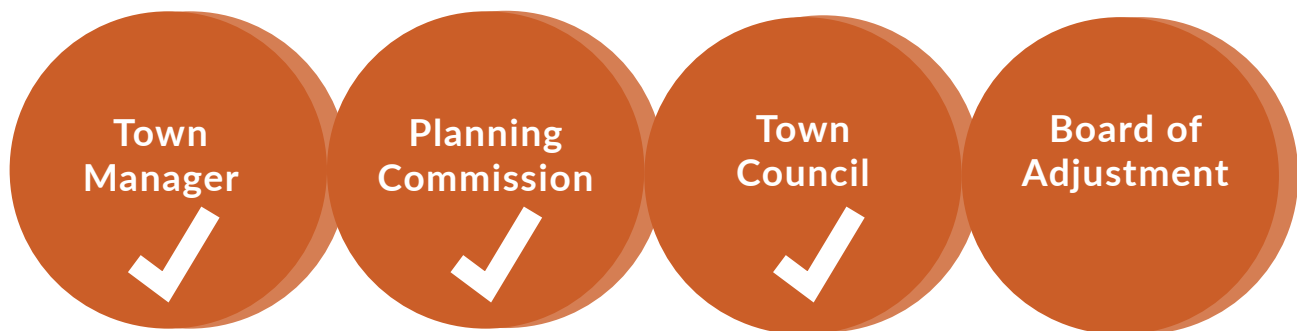 Town
Manager
Planning
Commission
Town
Council
Board of
Adjustment